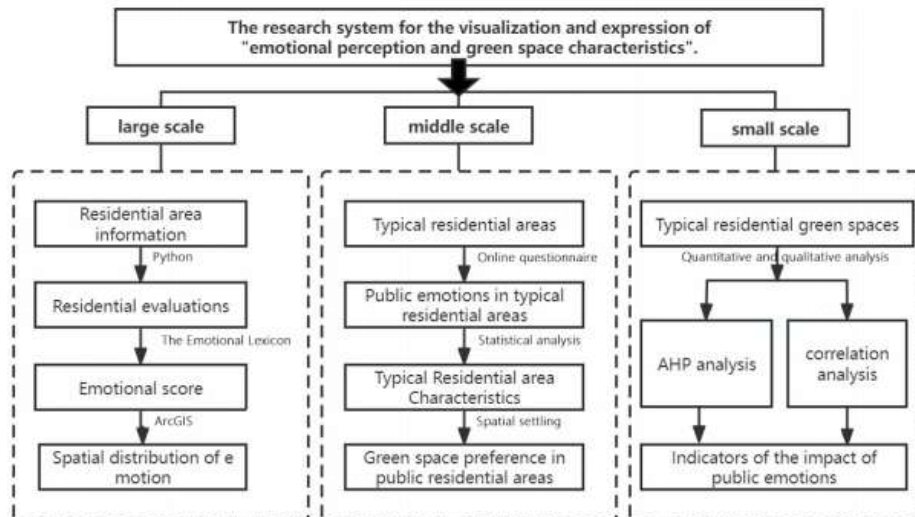 The research system for the visualization and expression of
"emotional perception and green space characteristics".
large scale
middle scale
small scale
Residential area
information
Python
Residential evaluations
The Emotional Lexicon
Emotional score
ArcGIS
Spatial distribution of e
motion
Typical residential areas
Online questionnaire
Public emotions in typical
residential areas
Statistical analysis
Typical Residential area
Characteristics
Spatial settling
Green space preference in
public residential areas
Typical residential green spaces
Quantitative and qualitative analysis
AHP analysis
correlation
analysis
Indicators of the impact of
public emotions